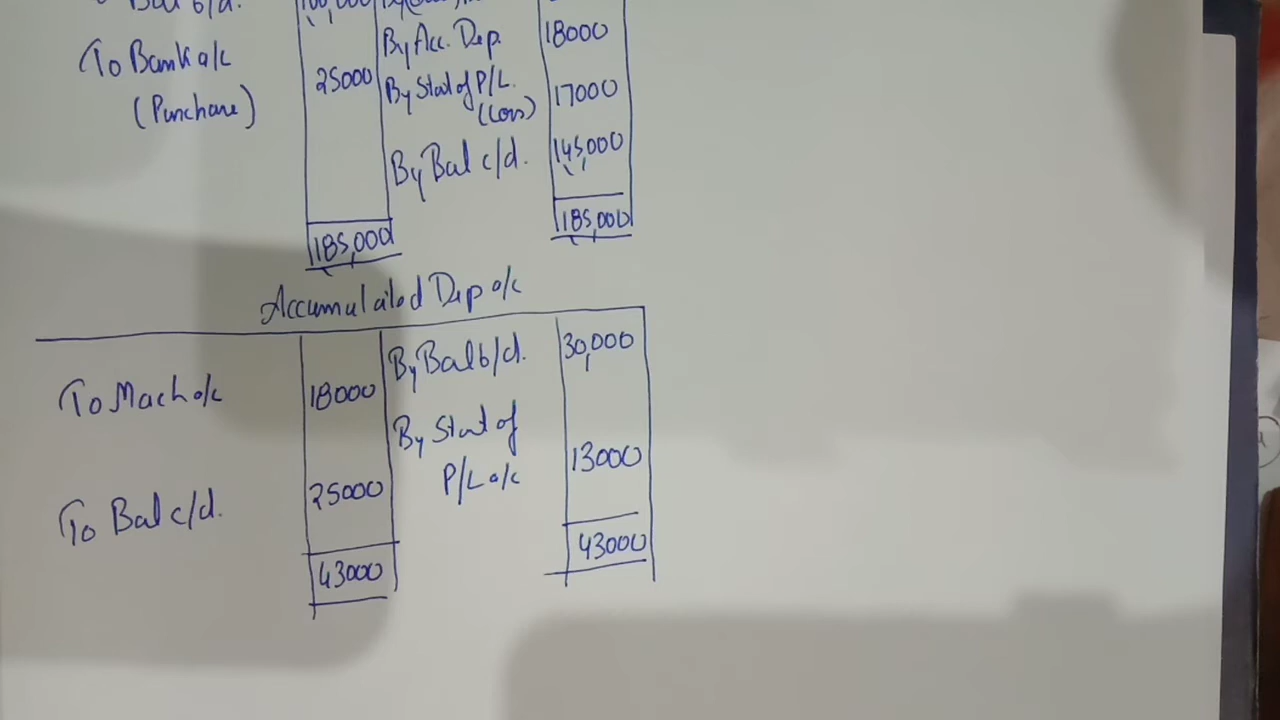 To Bank a/c
(Purchase)
25000
185,000
By Acc. Dep. 18000
By Stat of P/L. 17000
(Loss)
By Bal c/d. 145,000
185,000
Accumulated Dep a/c
To Mach a/c 18000
To Bal c/d. 25000
43000
By Bal b/d. 30,000
By Stat of
P/L a/c 13000
43000